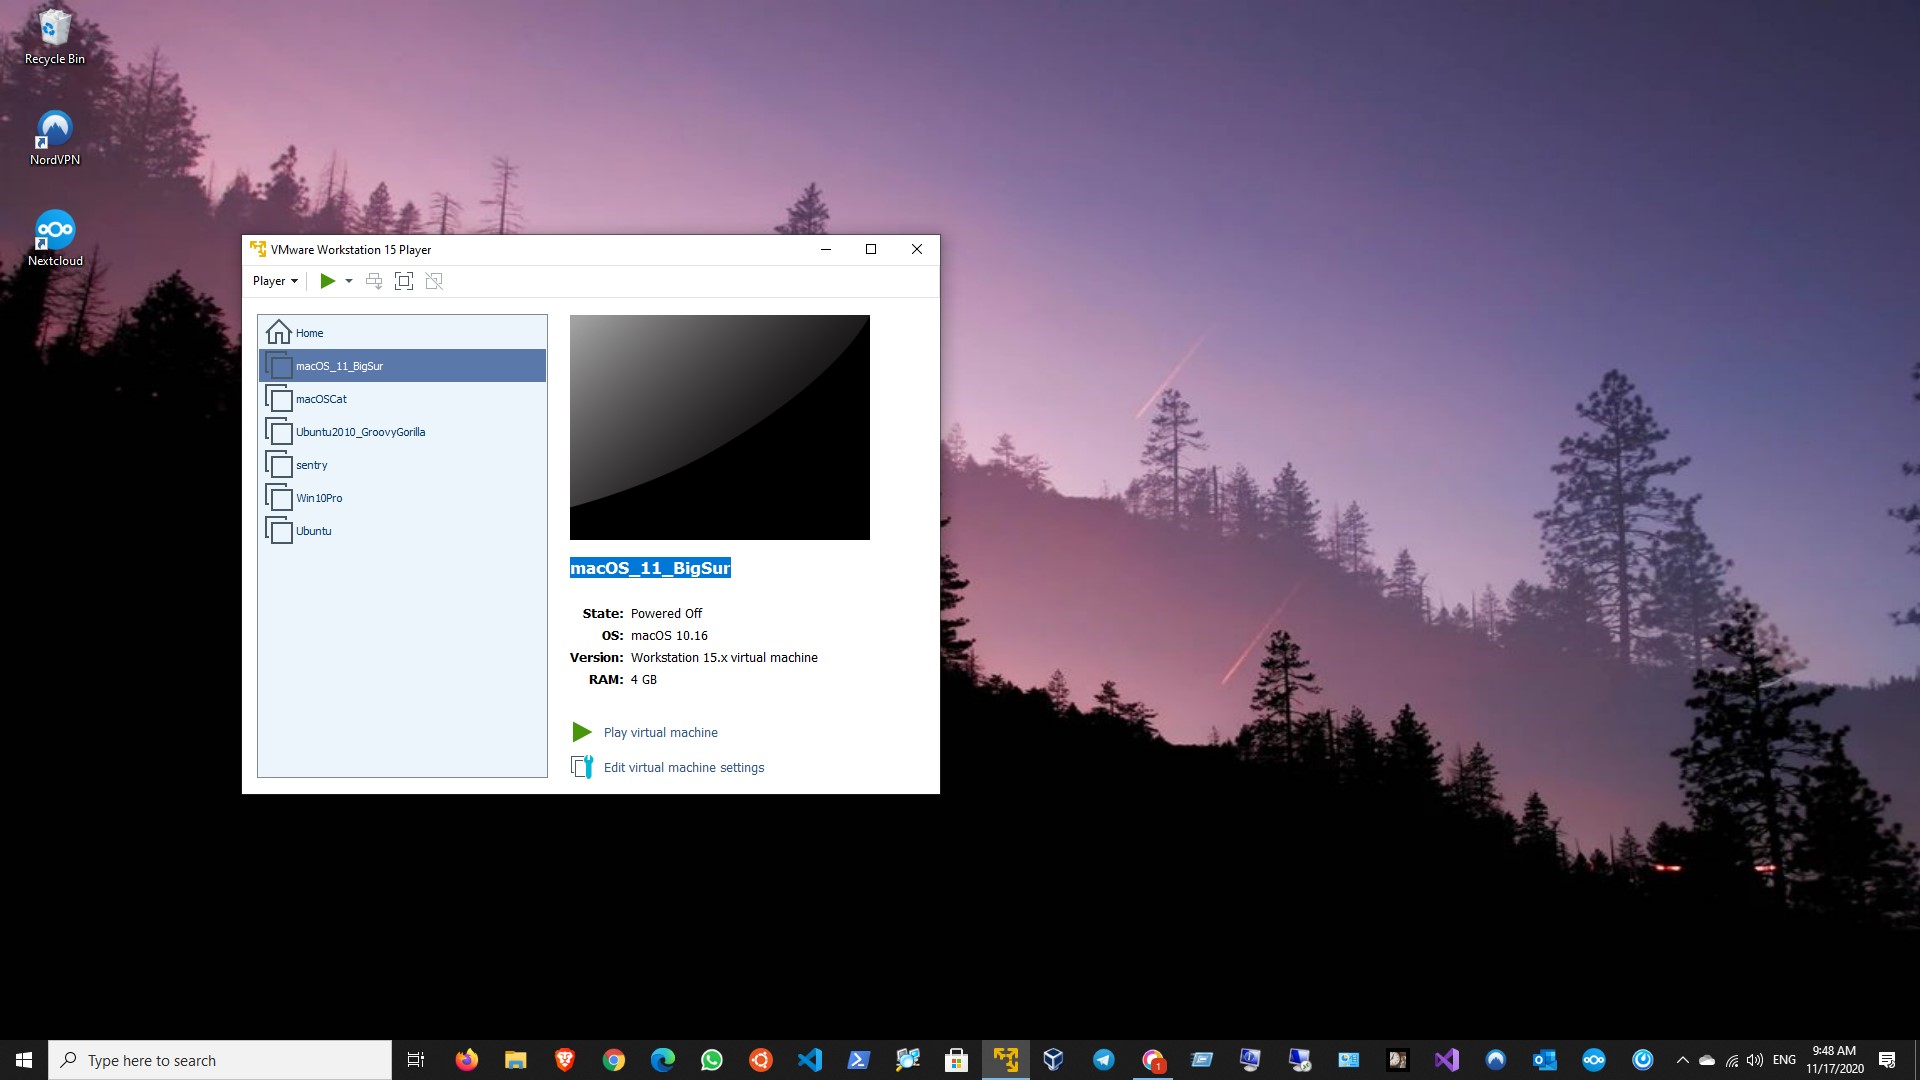 Recycle Bin
NordVPN
Nextcloud
VMware Workstation 15 Player
Player
Home
macOS_11_BigSur
macOSCat
Ubuntu2010_GroovyGorilla
sentry
Win10Pro
Ubuntu
macOS_11_BigSur
State: Powered Off
OS: macOS 10.16
Version: Workstation 15.x virtual machine
RAM: 4 GB
Play virtual machine
Edit virtual machine settings
Type here to search
1
ENG
9:48 AM
11/17/2020